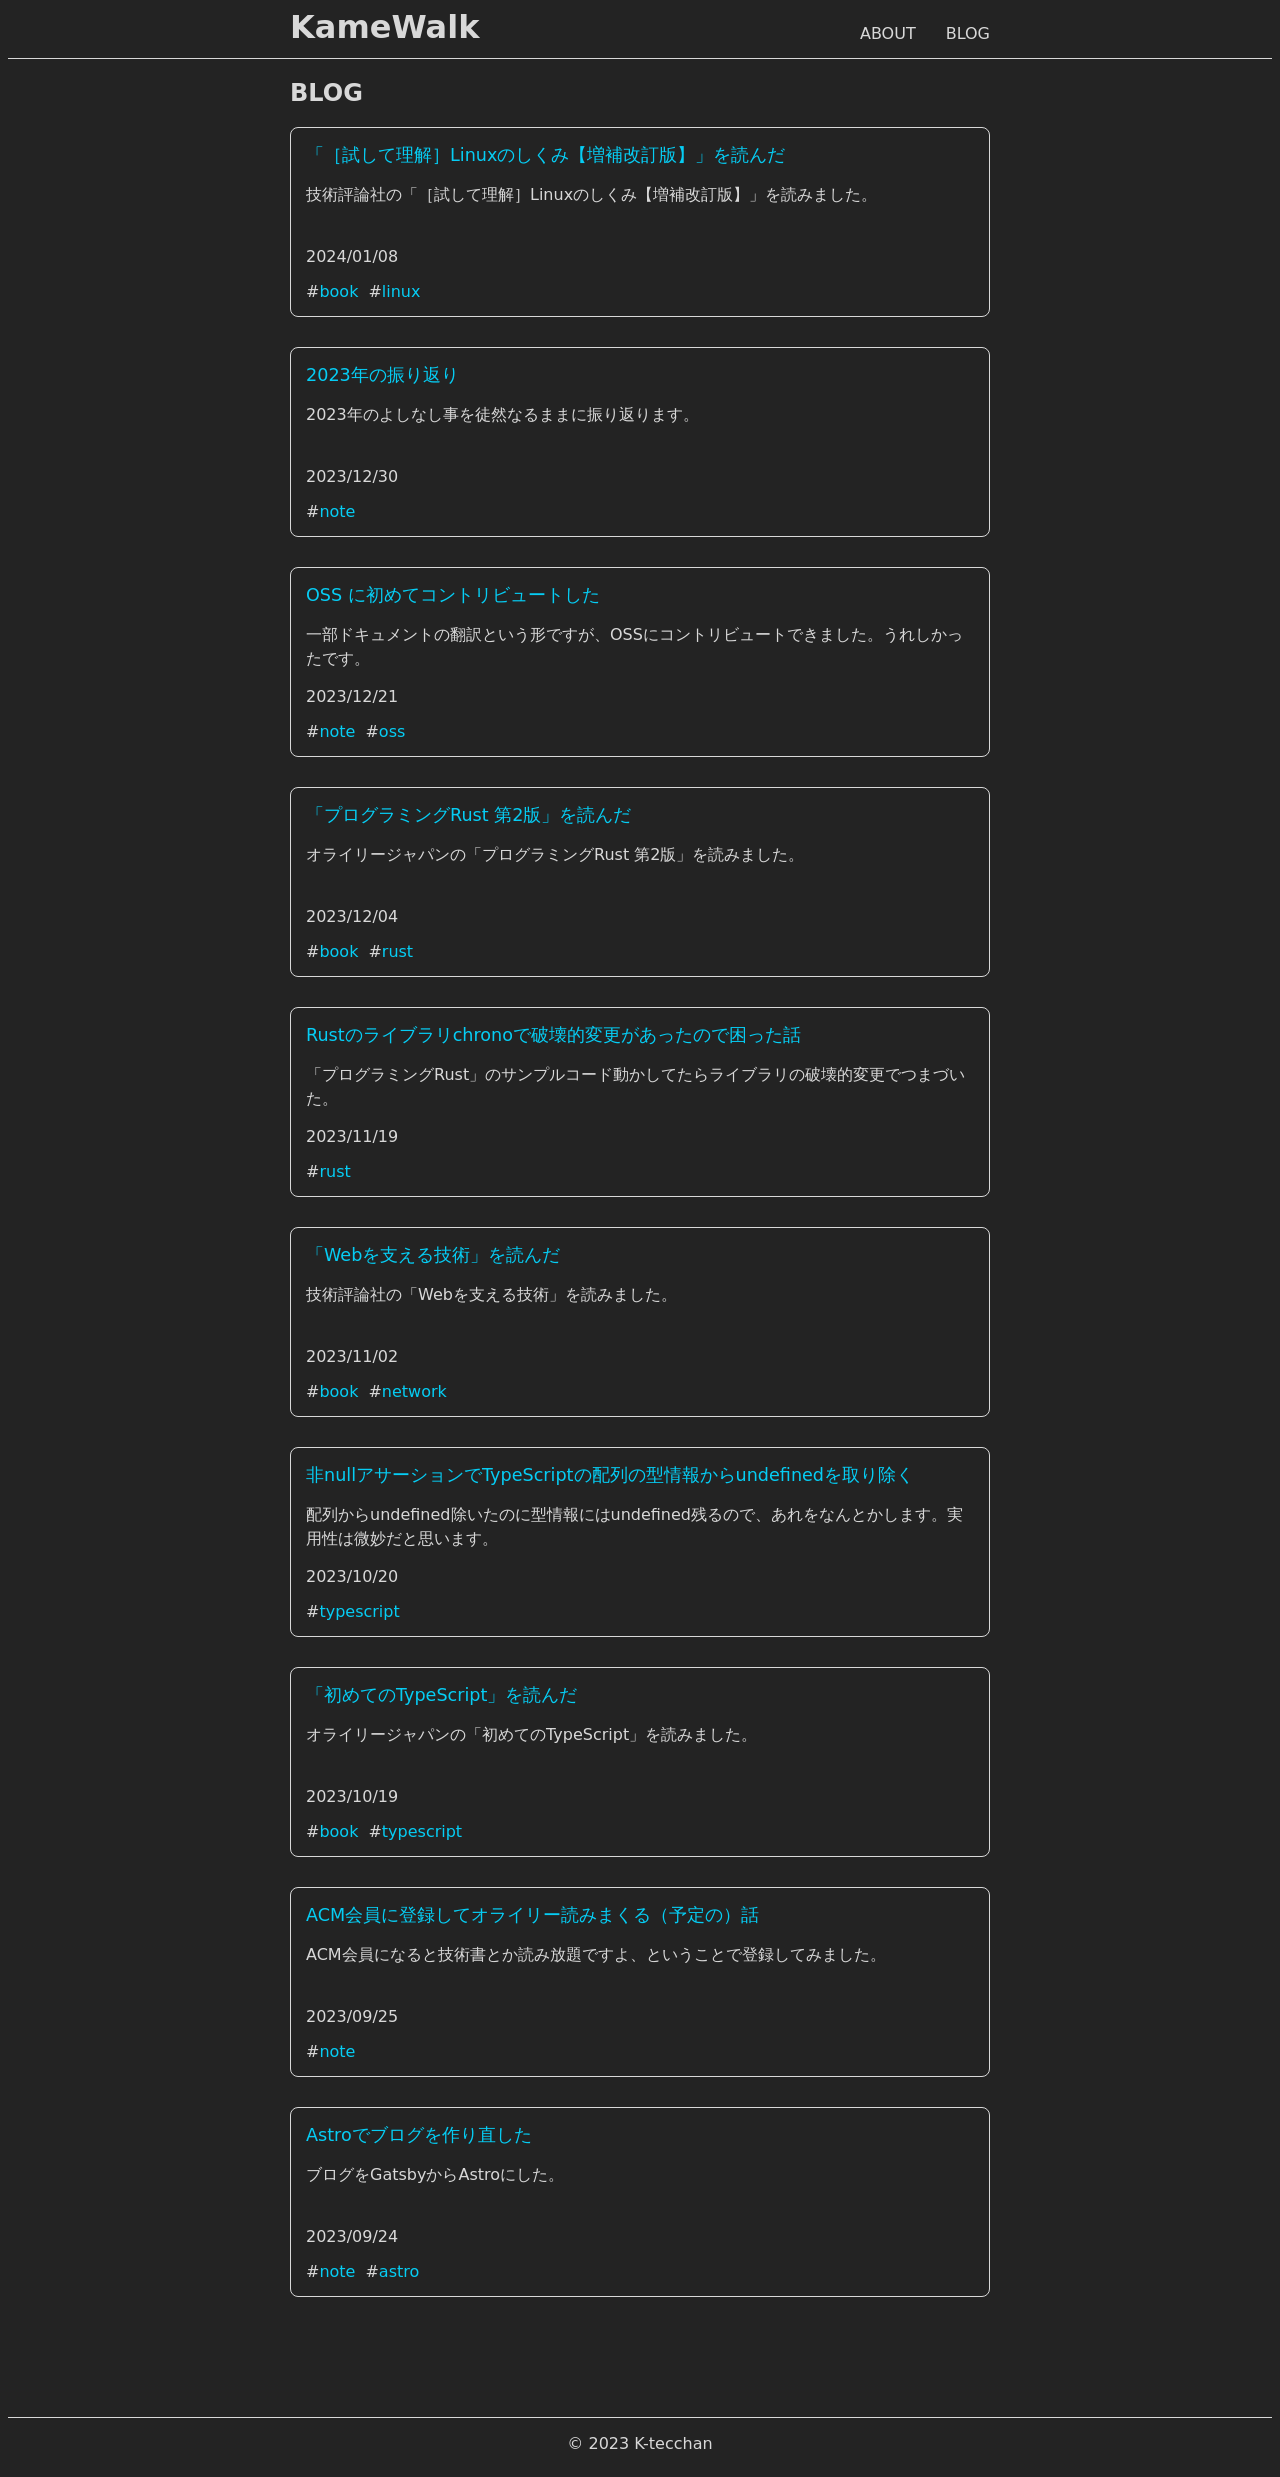 KameWalk
ABOUT BLOG
BLOG
「［試して理解］Linuxのしくみ【増補改訂版】」を読んだ
技術評論社の「［試して理解］Linuxのしくみ【増補改訂版】」を読みました。
2024/01/08
#book #linux
2023年の振り返り
2023年のよしなし事を徒然なるままに振り返ります。
2023/12/30
#note
OSS に初めてコントリビュートした
一部ドキュメントの翻訳という形ですが、OSSにコントリビュートできました。うれしかっ
たです。
2023/12/21
#note #oss
「プログラミングRust 第2版」を読んだ
オライリージャパンの「プログラミングRust 第2版」を読みました。
2023/12/04
#book #rust
Rustのライブラリchronoで破壊的変更があったので困った話
「プログラミングRust」のサンプルコード動かしてたらライブラリの破壊的変更でつまづい
た。
2023/11/19
#rust
「Webを支える技術」を読んだ
技術評論社の「Webを支える技術」を読みました。
2023/11/02
#book #network
非nullアサーションでTypeScriptの配列の型情報からundefinedを取り除く
配列からundefined除いたのに型情報にはundefined残るので、あれをなんとかします。実
用性は微妙だと思います。
2023/10/20
#typescript
「初めてのTypeScript」を読んだ
オライリージャパンの「初めてのTypeScript」を読みました。
2023/10/19
#book #typescript
ACM会員に登録してオライリー読みまくる（予定の）話
ACM会員になると技術書とか読み放題ですよ、ということで登録してみました。
2023/09/25
#note
Astroでブログを作り直した
ブログをGatsbyからAstroにした。
2023/09/24
#note #astro
© 2023 K-tecchan